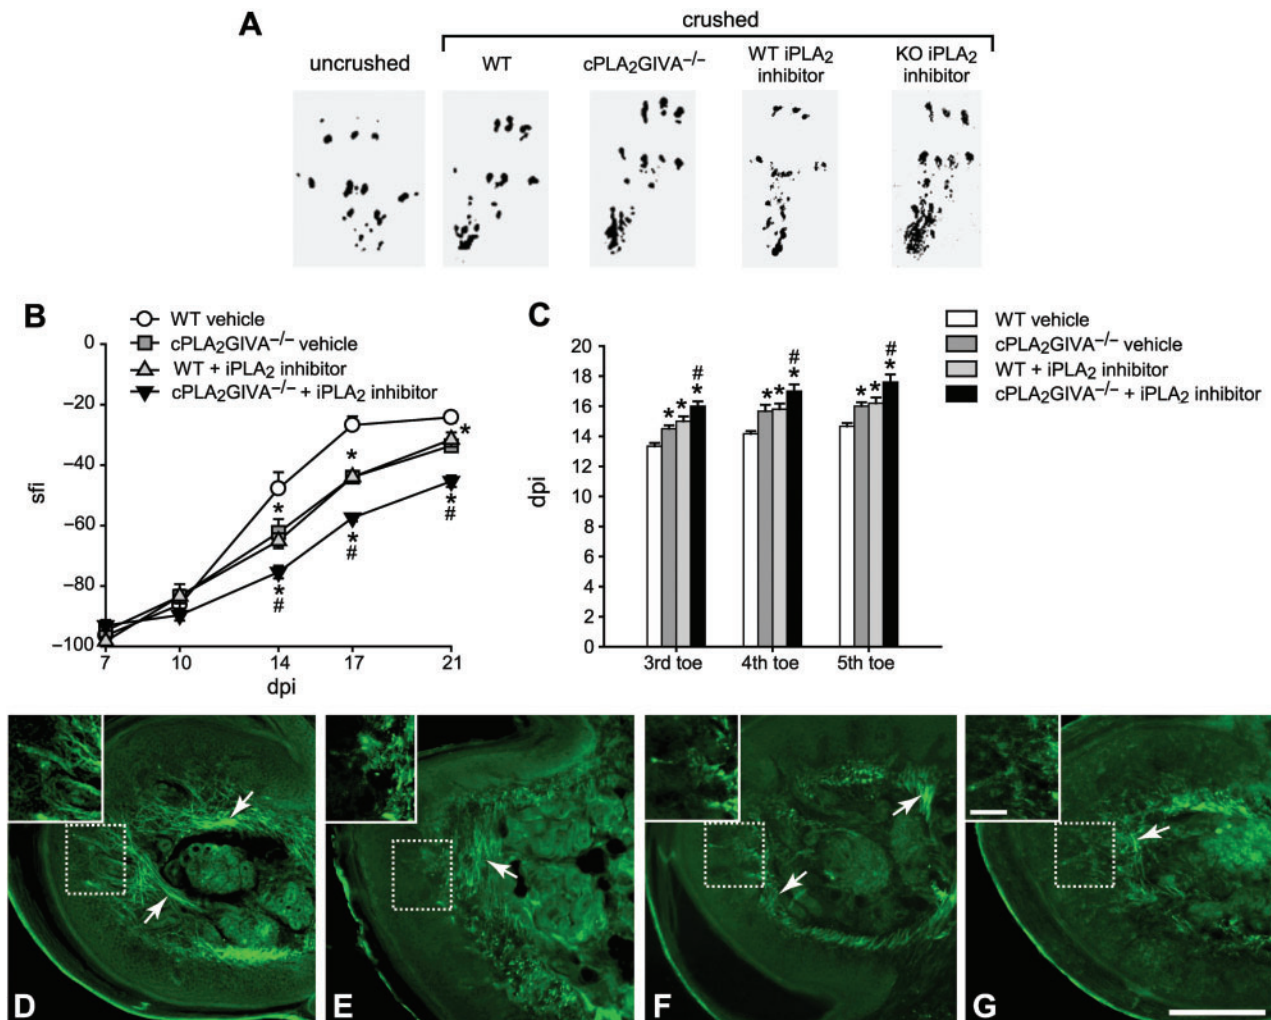 A
crushed
uncrushed
WT
cPLA₂GIVA⁻/⁻
WT iPLA₂
inhibitor
KO iPLA₂
inhibitor
B
WT vehicle
cPLA₂GIVA⁻/⁻ vehicle
WT + iPLA₂ inhibitor
cPLA₂GIVA⁻/⁻ + iPLA₂ inhibitor
0
–20
–40
–60
–80
–100
sfi
*
*
*
*
#
*
#
*
#
7
10
14
17
21
dpi
C
WT vehicle
cPLA₂GIVA⁻/⁻ vehicle
WT + iPLA₂ inhibitor
cPLA₂GIVA⁻/⁻ + iPLA₂ inhibitor
20
18
16
14
12
10
8
6
4
2
0
dpi
* * # *
* * # *
* * # *
3rd toe
4th toe
5th toe
D
E
F
G